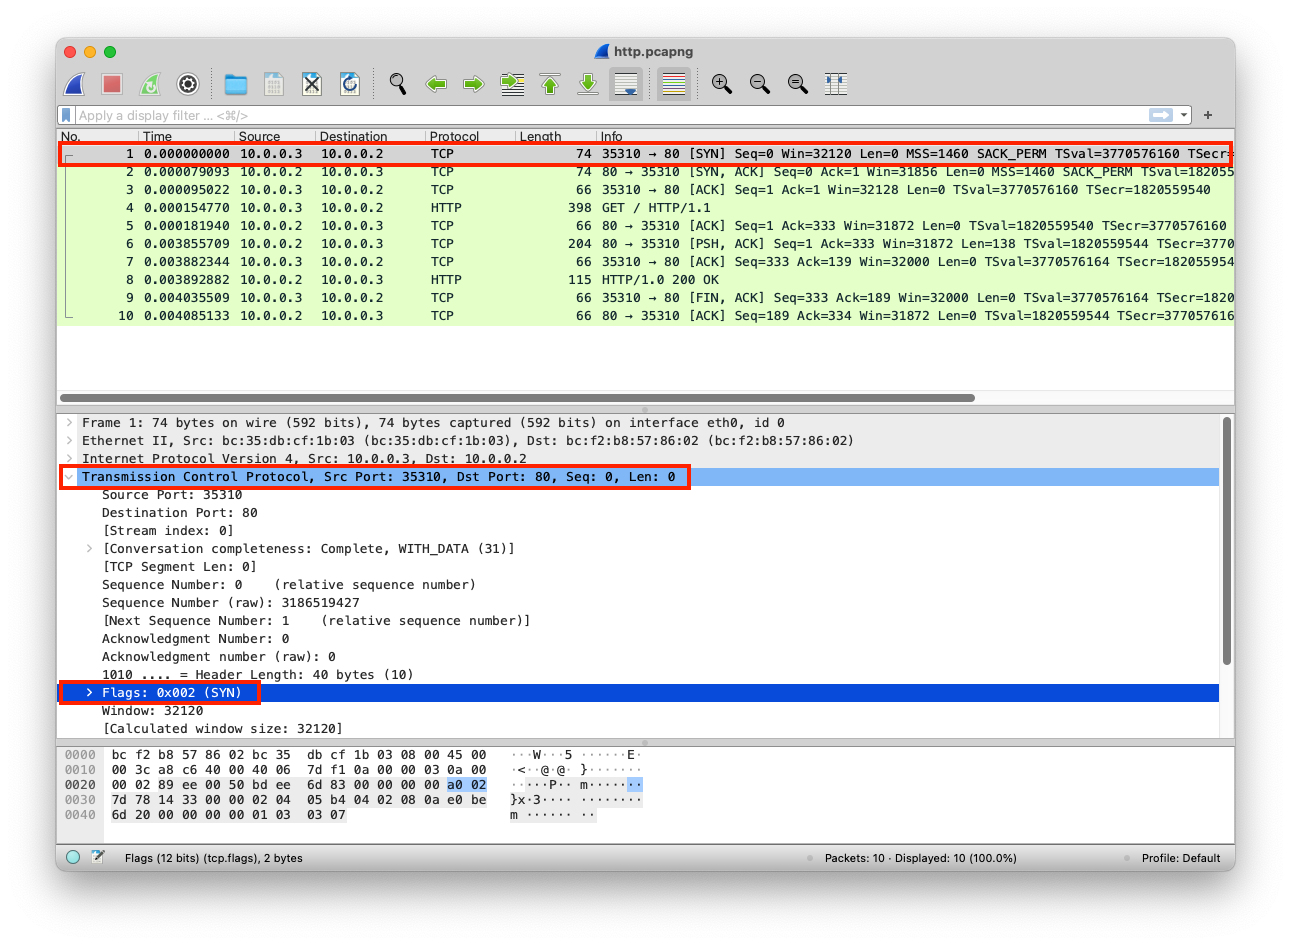 http.pcapng
Apply a display filter ... <⌘/>
No. Time Source Destination Protocol Length Info
1 0.000000000 10.0.0.3 10.0.0.2 TCP 74 35310 → 80 [SYN] Seq=0 Win=32120 Len=0 MSS=1460 SACK_PERM TSval=3770576160 TSecr=
2 0.000079093 10.0.0.2 10.0.0.3 TCP 74 80 → 35310 [SYN, ACK] Seq=0 Ack=1 Win=31856 Len=0 MSS=1460 SACK_PERM TSval=182055
3 0.000095022 10.0.0.3 10.0.0.2 TCP 66 35310 → 80 [ACK] Seq=1 Ack=1 Win=32128 Len=0 TSval=3770576160 TSecr=1820559540
4 0.000154770 10.0.0.3 10.0.0.2 HTTP 398 GET / HTTP/1.1
5 0.000181940 10.0.0.2 10.0.0.3 TCP 66 80 → 35310 [ACK] Seq=1 Ack=333 Win=31872 Len=0 TSval=1820559540 TSecr=3770576160
6 0.003855709 10.0.0.2 10.0.0.3 TCP 204 80 → 35310 [PSH, ACK] Seq=1 Ack=333 Win=31872 Len=138 TSval=1820559544 TSecr=3770
7 0.003882344 10.0.0.3 10.0.0.2 TCP 66 35310 → 80 [ACK] Seq=333 Ack=139 Win=32000 Len=0 TSval=3770576164 TSecr=182055954
8 0.003892882 10.0.0.2 10.0.0.3 HTTP 115 HTTP/1.0 200 OK
9 0.004035509 10.0.0.3 10.0.0.2 TCP 66 35310 → 80 [FIN, ACK] Seq=333 Ack=189 Win=32000 Len=0 TSval=3770576164 TSecr=1820
10 0.004085133 10.0.0.2 10.0.0.3 TCP 66 80 → 35310 [ACK] Seq=189 Ack=334 Win=31872 Len=0 TSval=1820559544 TSecr=377057616
Frame 1: 74 bytes on wire (592 bits), 74 bytes captured (592 bits) on interface eth0, id 0
Ethernet II, Src: bc:35:db:cf:1b:03 (bc:35:db:cf:1b:03), Dst: bc:f2:b8:57:86:02 (bc:f2:b8:57:86:02)
Internet Protocol Version 4, Src: 10.0.0.3, Dst: 10.0.0.2
Transmission Control Protocol, Src Port: 35310, Dst Port: 80, Seq: 0, Len: 0
Source Port: 35310
Destination Port: 80
[Stream index: 0]
[Conversation completeness: Complete, WITH_DATA (31)]
[TCP Segment Len: 0]
Sequence Number: 0 (relative sequence number)
Sequence Number (raw): 3186519427
[Next Sequence Number: 1 (relative sequence number)]
Acknowledgment Number: 0
Acknowledgment number (raw): 0
1010 .... = Header Length: 40 bytes (10)
Flags: 0x002 (SYN)
Window: 32120
[Calculated window size: 32120]
0000 bc f2 b8 57 86 02 bc 35 db cf 1b 03 08 00 45 00 ···W···5 ······E·
0010 00 3c a8 c6 40 00 40 06 7d f1 0a 00 00 03 0a 00 ·<··@·@· }·······
0020 00 02 89 ee 00 50 bd ee 6d 83 00 00 00 00 a0 02 ·····P·· m·······
0030 7d 78 14 33 00 00 02 04 05 b4 04 02 08 0a e0 be }x·3···· ········
0040 6d 20 00 00 00 00 01 03 03 07 m ······ ··
Flags (12 bits) (tcp.flags), 2 bytes Packets: 10 · Displayed: 10 (100.0%) Profile: Default